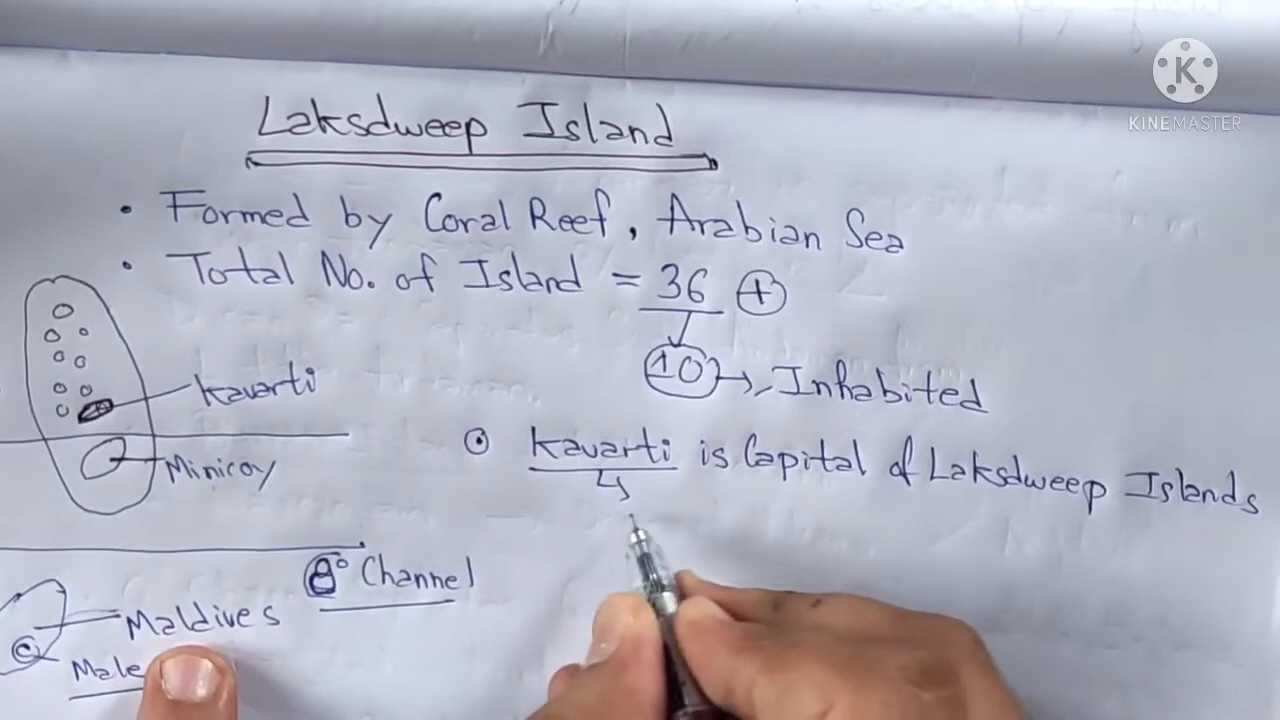 KINEMASTER
Laksdweep Island
• Formed by Coral Reef, Arabian Sea
• Total No. of Island = 36 +
10 → Inhabited
Kavarti
Kavarti is Capital of Laksdweep Islands
Minicoy
8° Channel
Maldives
Male